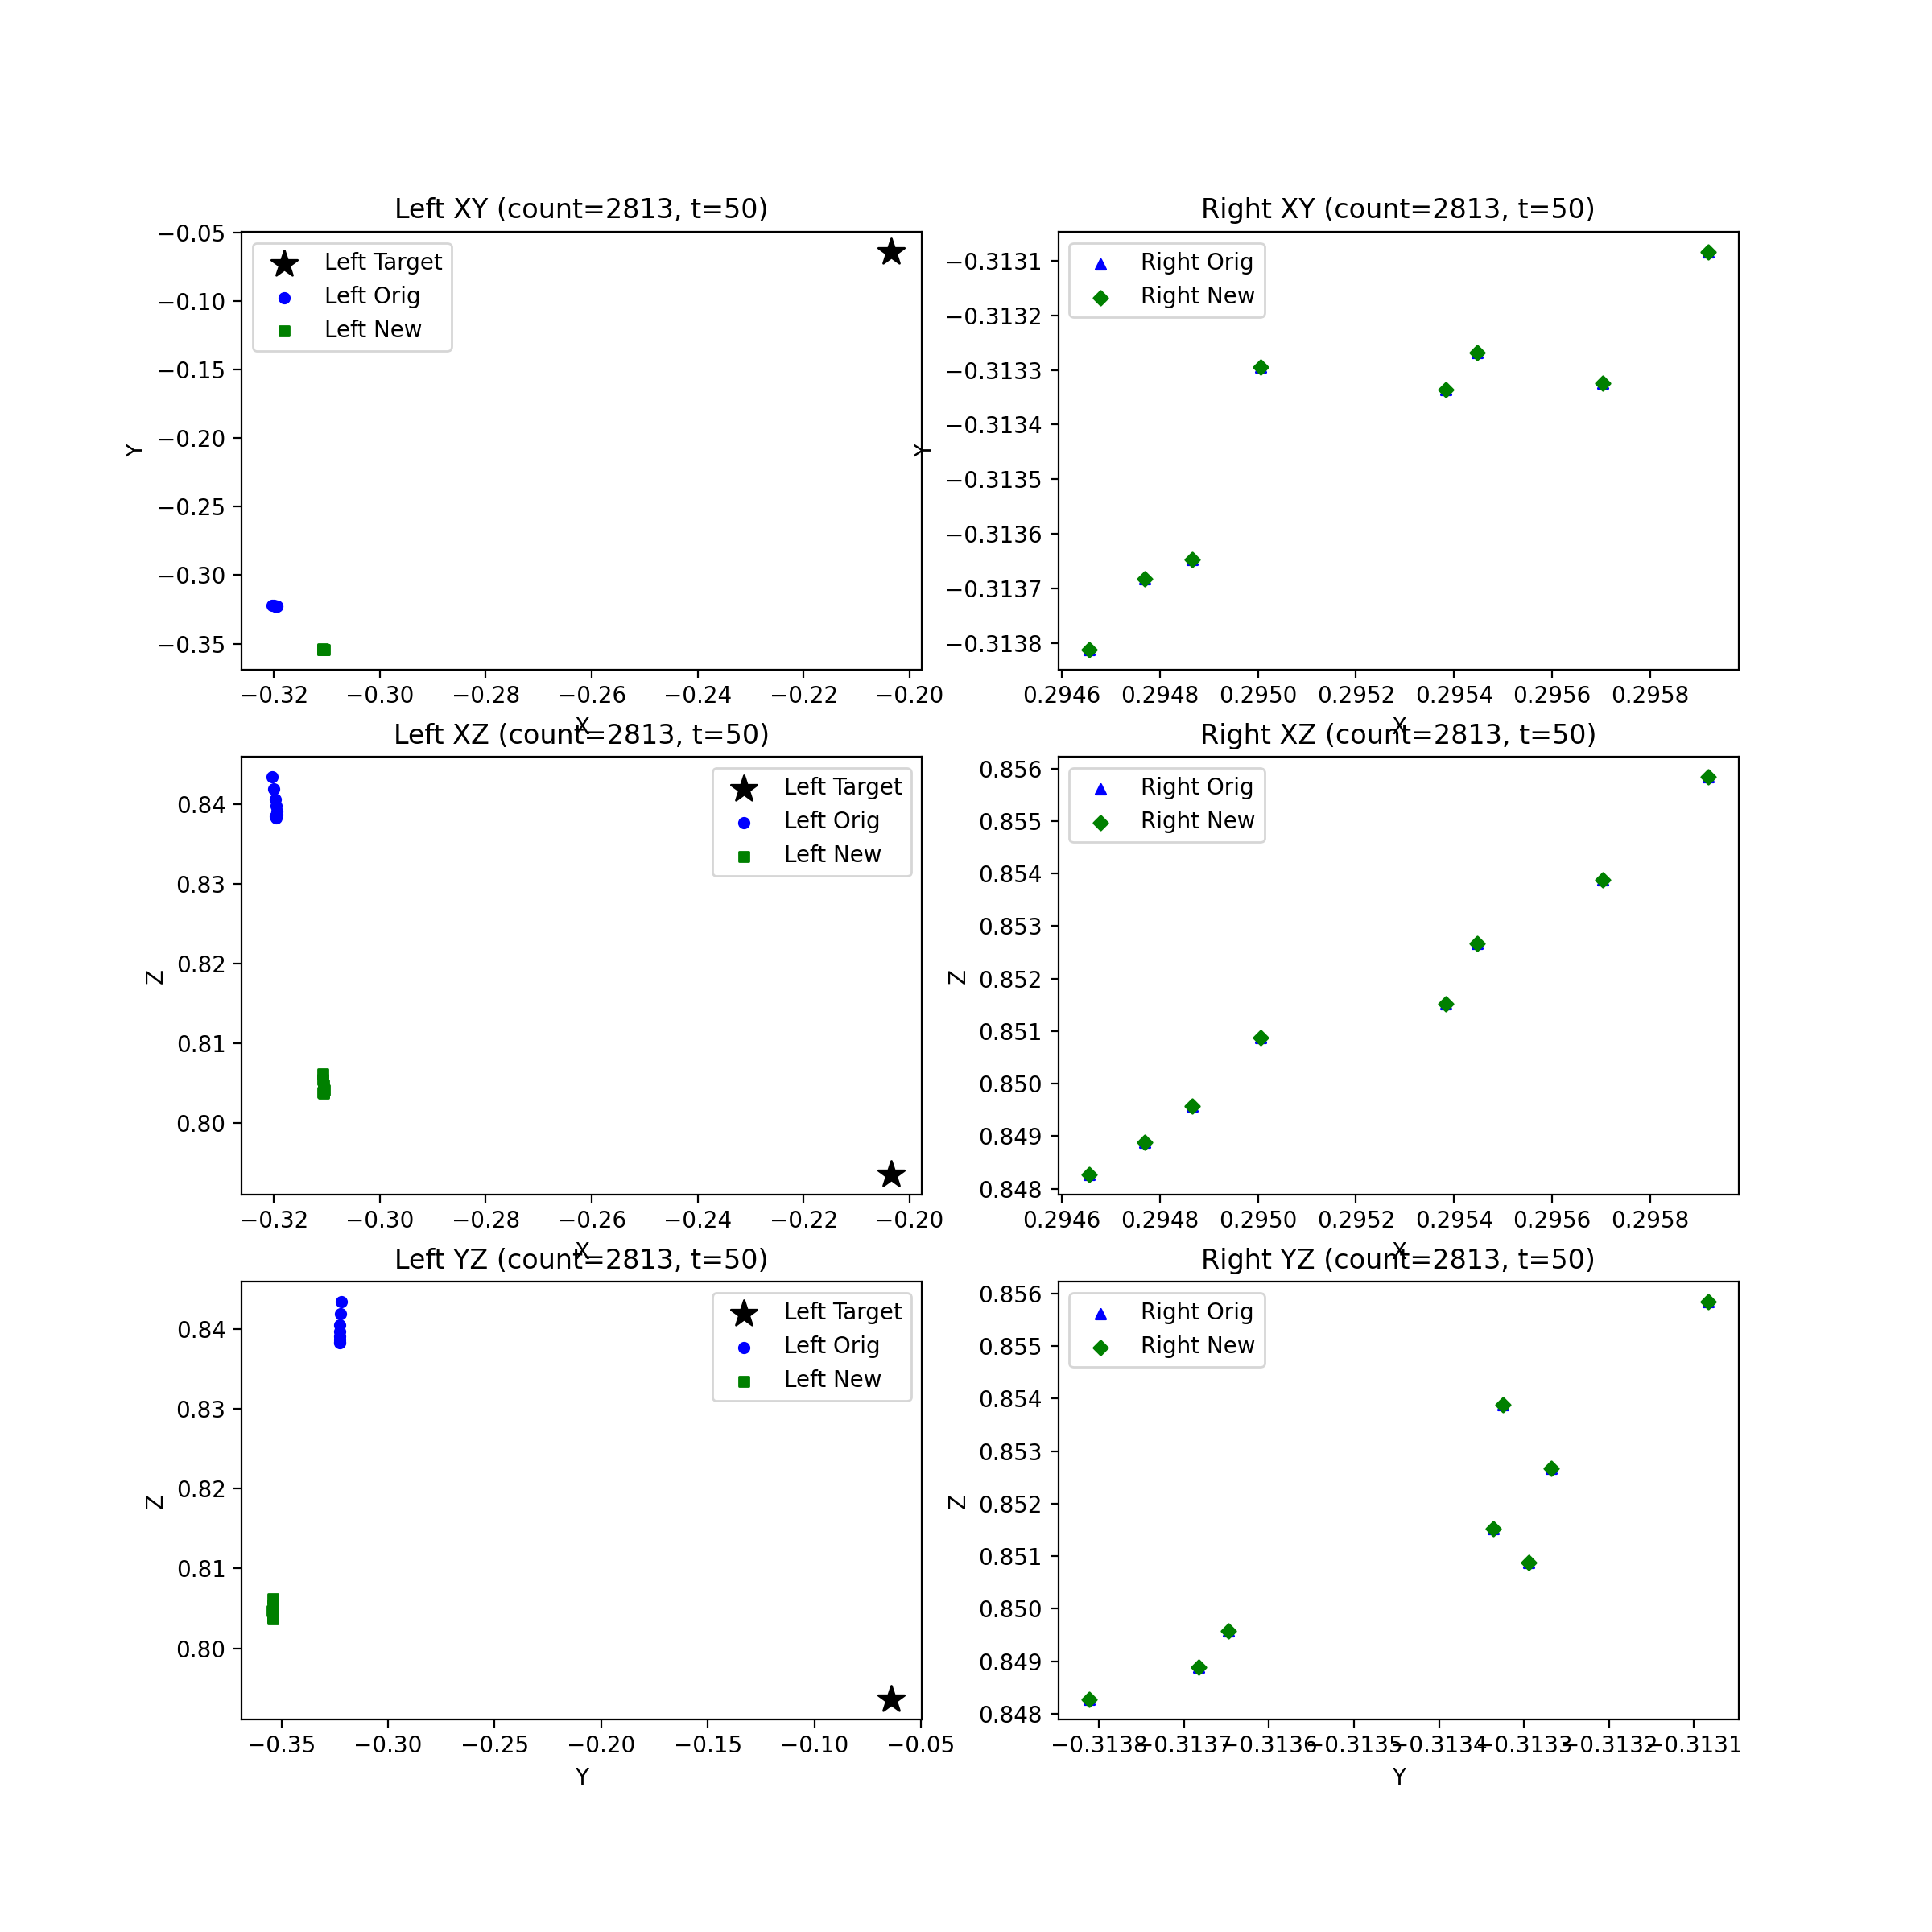 Left XY (count=2813, t=50)
Right XY (count=2813, t=50)
−0.05
−0.10
−0.15
−0.20
−0.25
−0.30
−0.35
Y
Left Target
Left Orig
Left New
−0.32 −0.30 −0.28 −0.26 −0.24 −0.22 −0.20
X
−0.3131
−0.3132
−0.3133
−0.3134
−0.3135
−0.3136
−0.3137
−0.3138
Y
Right Orig
Right New
0.2946 0.2948 0.2950 0.2952 0.2954 0.2956 0.2958
X
Left XZ (count=2813, t=50)
Right XZ (count=2813, t=50)
0.84
0.83
0.82
0.81
0.80
Z
Left Target
Left Orig
Left New
−0.32 −0.30 −0.28 −0.26 −0.24 −0.22 −0.20
X
0.856
0.855
0.854
0.853
0.852
0.851
0.850
0.849
0.848
Z
Right Orig
Right New
0.2946 0.2948 0.2950 0.2952 0.2954 0.2956 0.2958
X
Left YZ (count=2813, t=50)
Right YZ (count=2813, t=50)
0.84
0.83
0.82
0.81
0.80
Z
Left Target
Left Orig
Left New
−0.35 −0.30 −0.25 −0.20 −0.15 −0.10 −0.05
Y
0.856
0.855
0.854
0.853
0.852
0.851
0.850
0.849
0.848
Z
Right Orig
Right New
−0.3138 −0.3137 −0.3136 −0.3135 −0.3134 −0.3133 −0.3132 −0.3131
Y